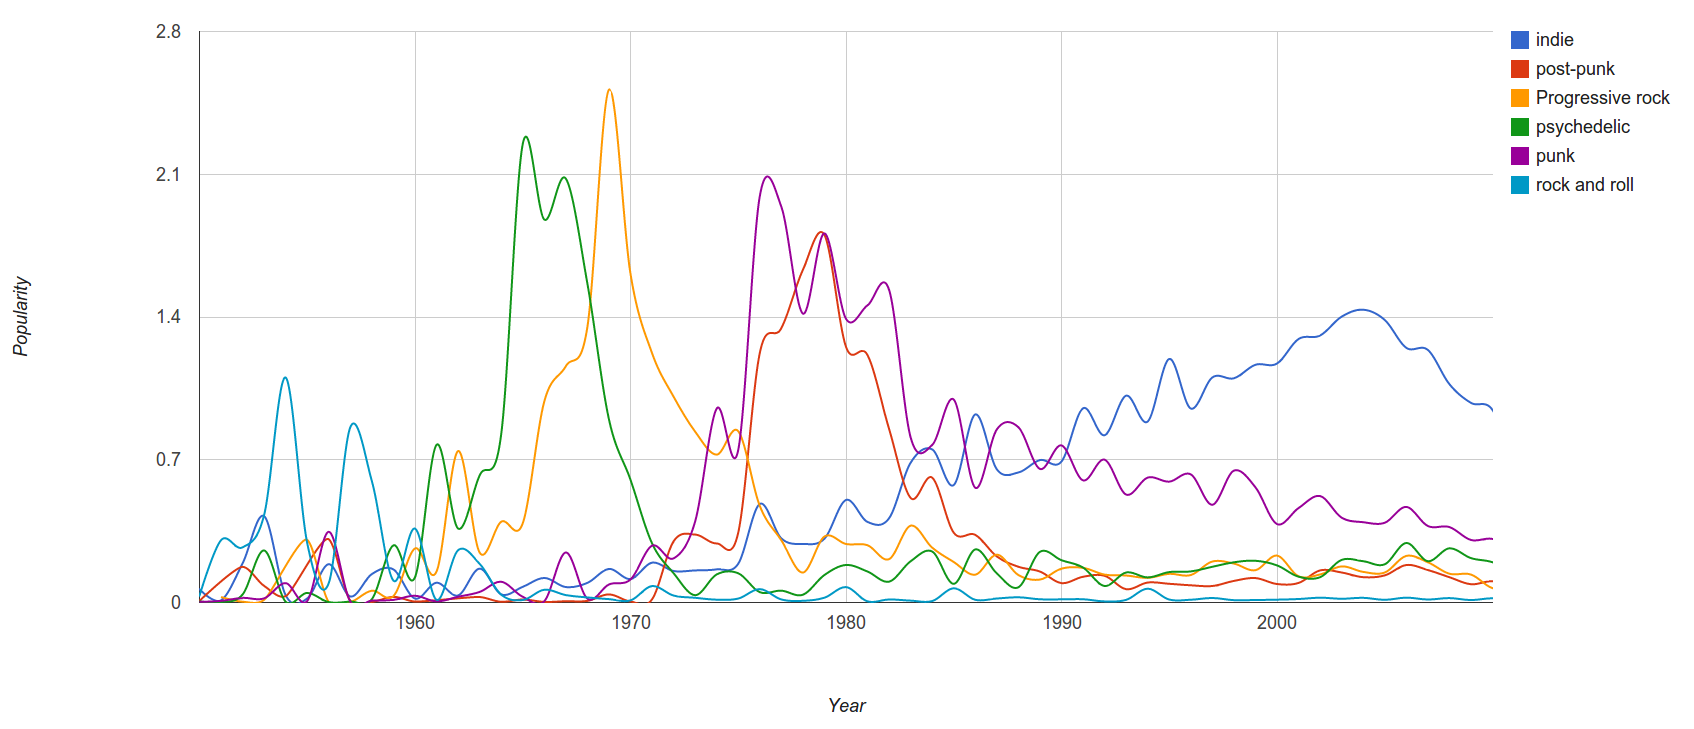 2.8
2.1
1.4
0.7
0
Popularity
1960
1970
1980
1990
2000
Year
indie
post-punk
Progressive rock
psychedelic
punk
rock and roll